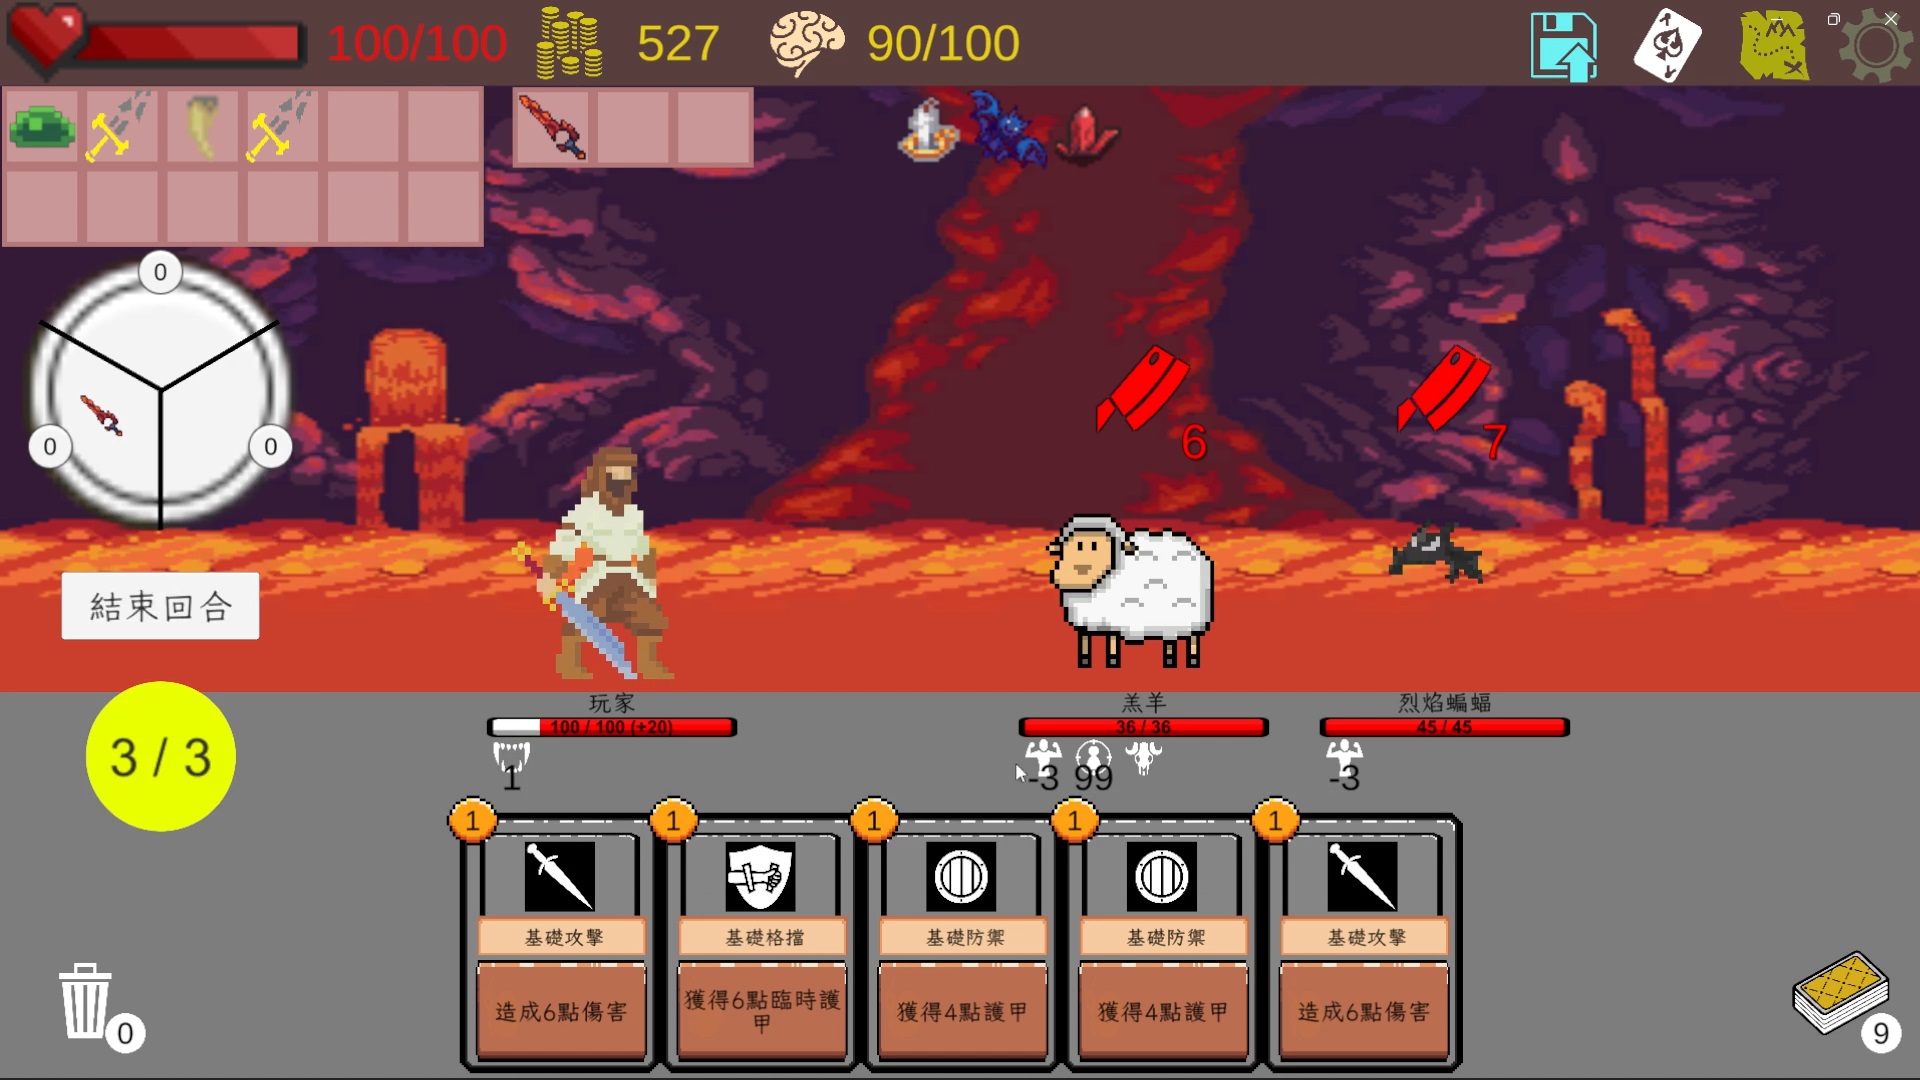 100/100
527
90/100
0
0
0
6
7
結束回合
3 / 3
玩家
羔羊
烈焰蝙蝠
100 / 100 (+20)
36 / 36
45 / 45
1
-3
99
-3
1
1
1
1
1
基礎攻擊
基礎格擋
基礎防禦
基礎防禦
基礎攻擊
造成6點傷害
獲得6點臨時護
甲
獲得4點護甲
獲得4點護甲
造成6點傷害
0
9